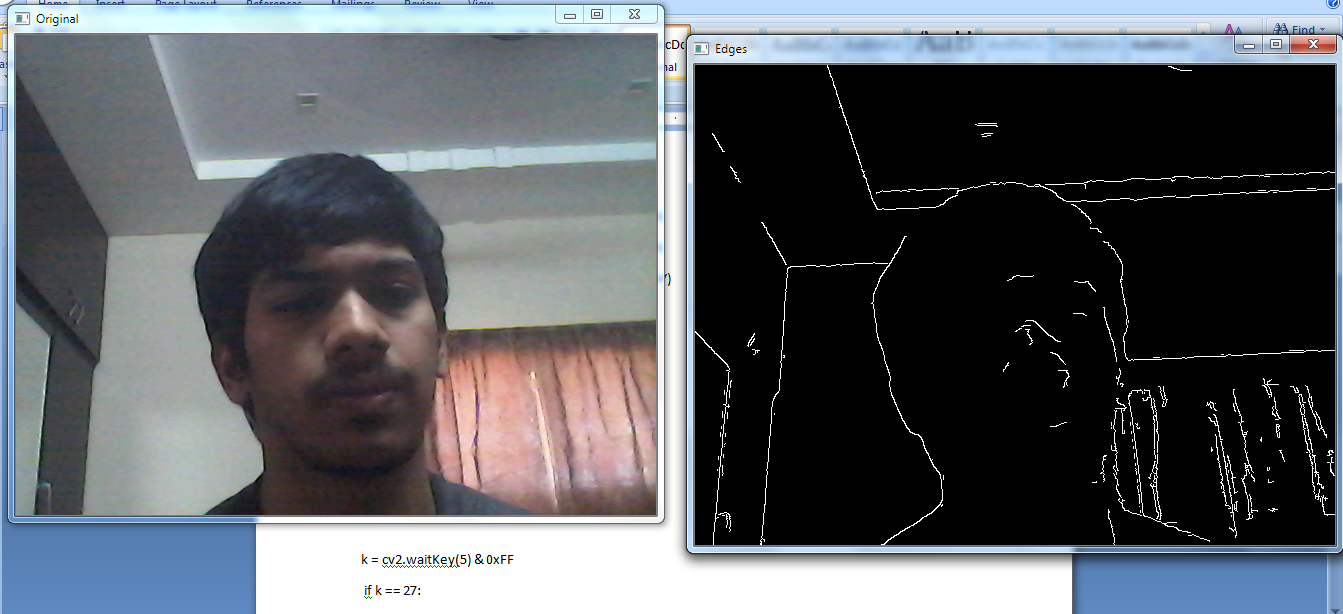 Home Insert Page Layout References Mailings Review View
Original
Find
Edges
k = cv2.waitKey(5) & 0xFF
if k == 27: